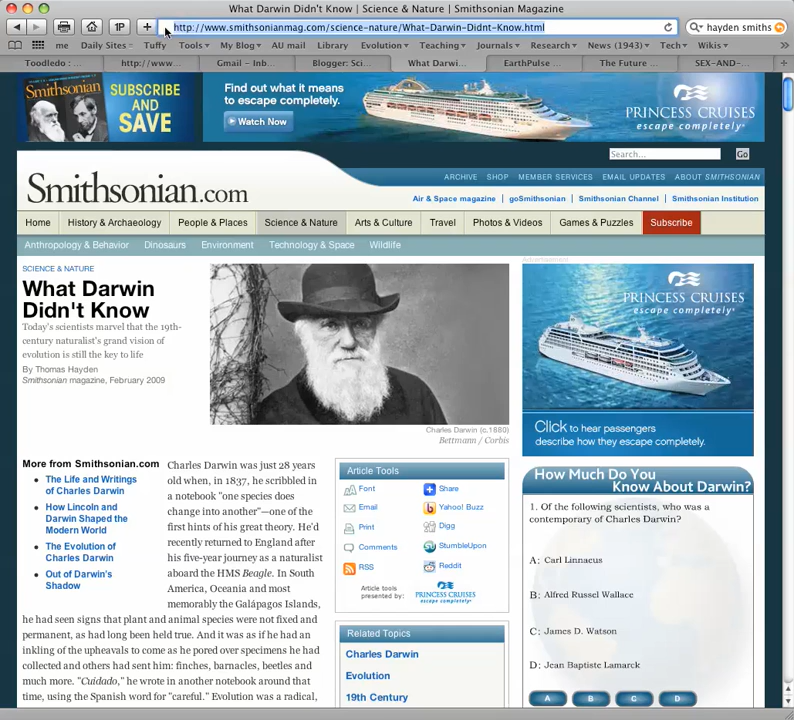 What Darwin Didn't Know | Science & Nature | Smithsonian Magazine
1P
http://www.smithsonianmag.com/science-nature/What-Darwin-Didnt-Know.html
hayden smiths
me Daily Sites Tuffy Tools My Blog AU mail Library Evolution Teaching Journals Research News (1943) Tech Wikis
Toodledo : ... http://www... Gmail – Inb... Blogger: Sci... What Darwi... EarthPulse ... The Future ... SEX-AND-...
Smithsonian
SUBSCRIBE
AND
SAVE
Find out what it means
to escape completely.
Watch Now
PRINCESS CRUISES
escape completely.
Search...
Go
Smithsonian.com
ARCHIVE SHOP MEMBER SERVICES EMAIL UPDATES ABOUT SMITHSONIAN
Air & Space magazine | goSmithsonian | Smithsonian Channel | Smithsonian Institution
Home History & Archaeology People & Places Science & Nature Arts & Culture Travel Photos & Videos Games & Puzzles Subscribe
Anthropology & Behavior Dinosaurs Environment Technology & Space Wildlife
Advertisement
SCIENCE & NATURE
What Darwin
Didn't Know
Today's scientists marvel that the 19th-
century naturalist's grand vision of
evolution is still the key to life
By Thomas Hayden
Smithsonian magazine, February 2009
Charles Darwin (c.1880)
Bettmann / Corbis
PRINCESS CRUISES
escape completely.
Click to hear passengers
describe how they escape completely.
More from Smithsonian.com
The Life and Writings
of Charles Darwin
How Lincoln and
Darwin Shaped the
Modern World
The Evolution of
Charles Darwin
Out of Darwin's
Shadow
Charles Darwin was just 28 years
old when, in 1837, he scribbled in
a notebook "one species does
change into another"—one of the
first hints of his great theory. He'd
recently returned to England after
his five-year journey as a naturalist
aboard the HMS Beagle. In South
America, Oceania and most
memorably the Galápagos Islands,
he had seen signs that plant and animal species were not fixed and
permanent, as had long been held true. And it was as if he had an
inkling of the upheavals to come as he pored over specimens he had
collected and others had sent him: finches, barnacles, beetles and
much more. "Cuidado," he wrote in another notebook around that
time, using the Spanish word for "careful." Evolution was a radical,
Article Tools
Font Share
Email Yahoo! Buzz
Print Digg
Comments StumbleUpon
RSS Reddit
Article tools
presented by:
PRINCESS CRUISES
escape completely.
Related Topics
Charles Darwin
Evolution
19th Century
How Much Do You
Know About Darwin?
1. Of the following scientists, who was a
contemporary of Charles Darwin?
A: Carl Linnaeus
B: Alfred Russel Wallace
C: James D. Watson
D: Jean Baptiste Lamarck
A B C D